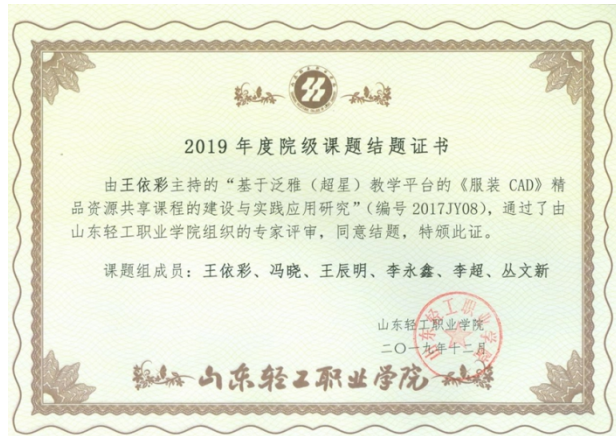 2019 年度院级课题结题证书
由王依彩主持的“基于泛雅（超星）教学平台的《服装 CAD》精
品资源共享课程的建设与实践应用研究”（编号 2017JY08），通过了由
山东轻工职业学院组织的专家评审，同意结题，特颁此证。
课题组成员：王依彩、冯晓、王辰明、李永鑫、李超、丛文新
山东轻工职业学院
二〇一九年十二月
山东轻工职业学院